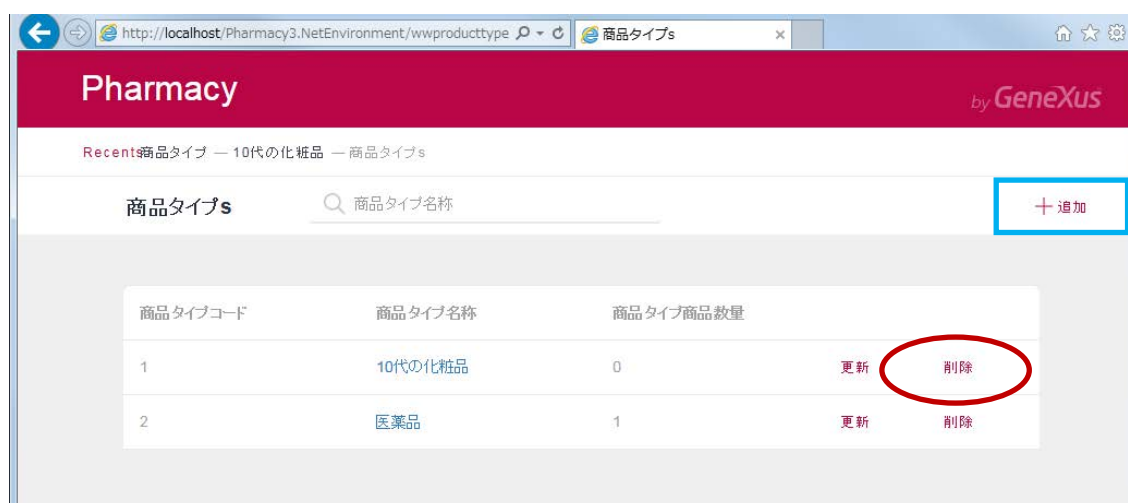 http://localhost/Pharmacy3.NetEnvironment/wwproducttype 商品タイプs
Pharmacy
by GeneXus
Recents商品タイプ — 10代の化粧品 — 商品タイプs
商品タイプs 商品タイプ名称 追加
商品タイプコード 商品タイプ名称 商品タイプ商品数量
1 10代の化粧品 0 更新 削除
2 医薬品 1 更新 削除